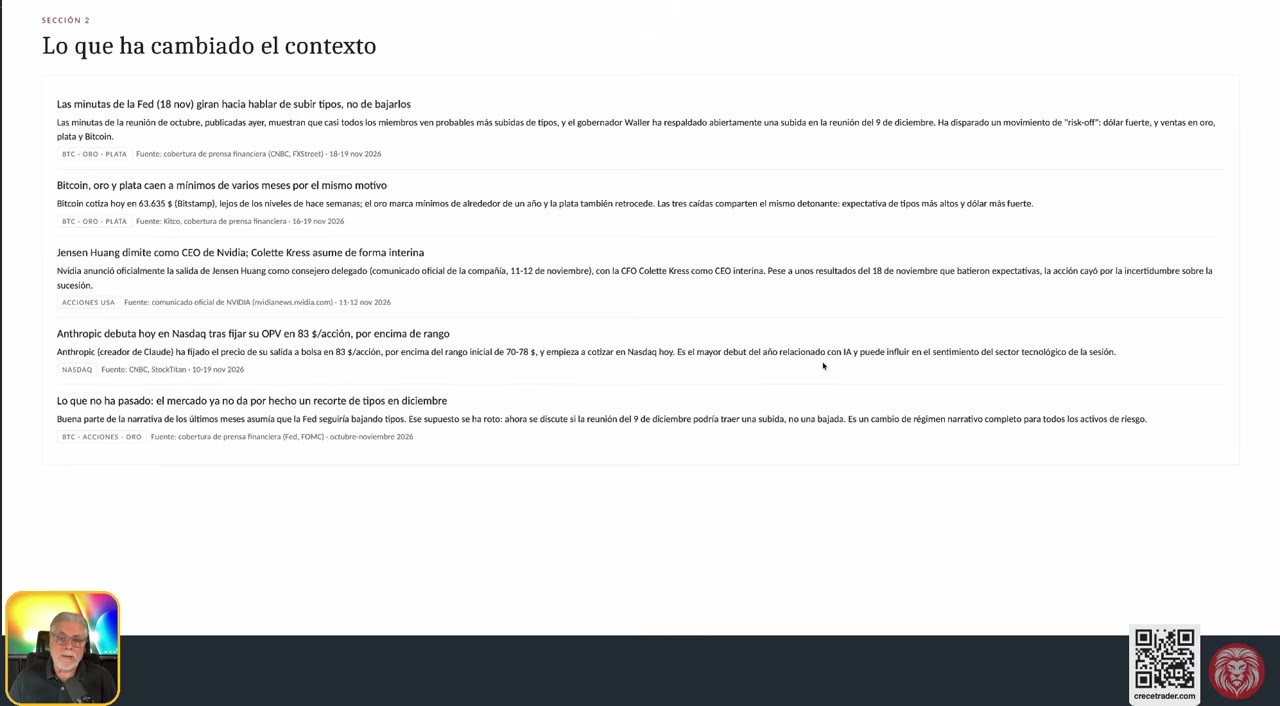 SECCIÓN 2
Lo que ha cambiado el contexto
Las minutas de la Fed (18 nov) giran hacia hablar de subir tipos, no de bajarlos
Las minutas de la reunión de octubre, publicadas ayer, muestran que casi todos los miembros ven probables más subidas de tipos, y el gobernador Waller ha respaldado abiertamente una subida en la reunión del 9 de diciembre. Ha disparado un movimiento de "risk-off": dólar fuerte, y ventas en oro,
plata y Bitcoin.
BTC · ORO · PLATA Fuente: cobertura de prensa financiera (CNBC, FXStreet) · 18-19 nov 2026
Bitcoin, oro y plata caen a mínimos de varios meses por el mismo motivo
Bitcoin cotiza hoy en 63.635 $ (Bitstamp), lejos de los niveles de hace semanas; el oro marca mínimos de alrededor de un año y la plata también retrocede. Las tres caídas comparten el mismo detonante: expectativa de tipos más altos y dólar más fuerte.
BTC · ORO · PLATA Fuente: Kitco, cobertura de prensa financiera · 16-19 nov 2026
Jensen Huang dimite como CEO de Nvidia; Colette Kress asume de forma interina
Nvidia anunció oficialmente la salida de Jensen Huang como consejero delegado (comunicado oficial de la compañía, 11-12 de noviembre), con la CFO Colette Kress como CEO interina. Pese a unos resultados del 18 de noviembre que batieron expectativas, la acción cayó por la incertidumbre sobre la
sucesión.
ACCIONES USA Fuente: comunicado oficial de NVIDIA (nvidianews.nvidia.com) · 11-12 nov 2026
Anthropic debuta hoy en Nasdaq tras fijar su OPV en 83 $/acción, por encima de rango
Anthropic (creador de Claude) ha fijado el precio de su salida a bolsa en 83 $/acción, por encima del rango inicial de 70-78 $, y empieza a cotizar en Nasdaq hoy. Es el mayor debut del año relacionado con IA y puede influir en el sentimiento del sector tecnológico de la sesión.
NASDAQ Fuente: CNBC, StockTitan · 10-19 nov 2026
Lo que no ha pasado: el mercado ya no da por hecho un recorte de tipos en diciembre
Buena parte de la narrativa de los últimos meses asumía que la Fed seguiría bajando tipos. Ese supuesto se ha roto: ahora se discute si la reunión del 9 de diciembre podría traer una subida, no una bajada. Es un cambio de régimen narrativo completo para todos los activos de riesgo.
BTC · ACCIONES · ORO Fuente: cobertura de prensa financiera (Fed, FOMC) · octubre-noviembre 2026
crecetrader.com